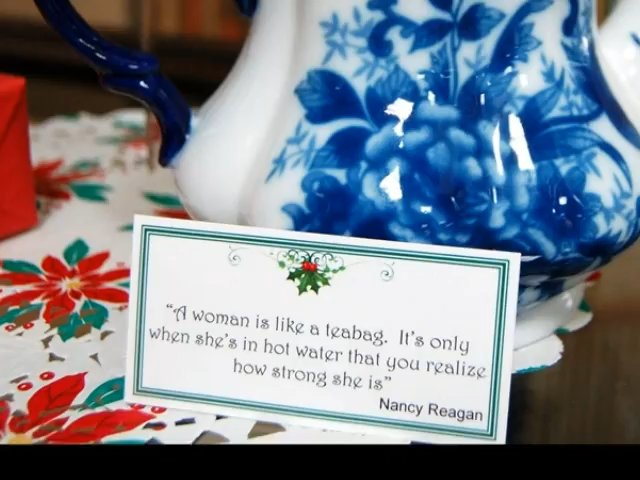 “A woman is like a teabag. It's only
when she's in hot water that you realize
how strong she is”
Nancy Reagan